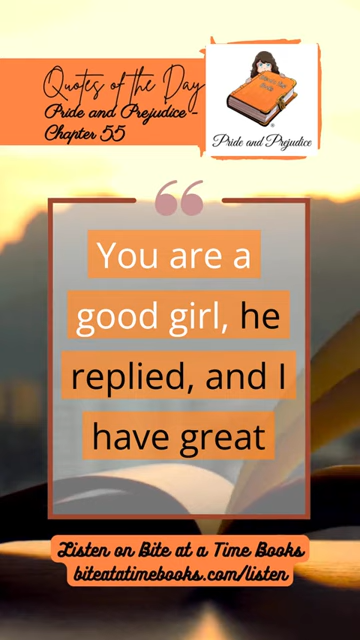 Quotes of the Day
Pride and Prejudice -
Chapter 55
Pride and Prejudice
You are a
good girl, he
replied, and I
have great
Listen on Bite at a Time Books
biteatatimebooks.com/listen